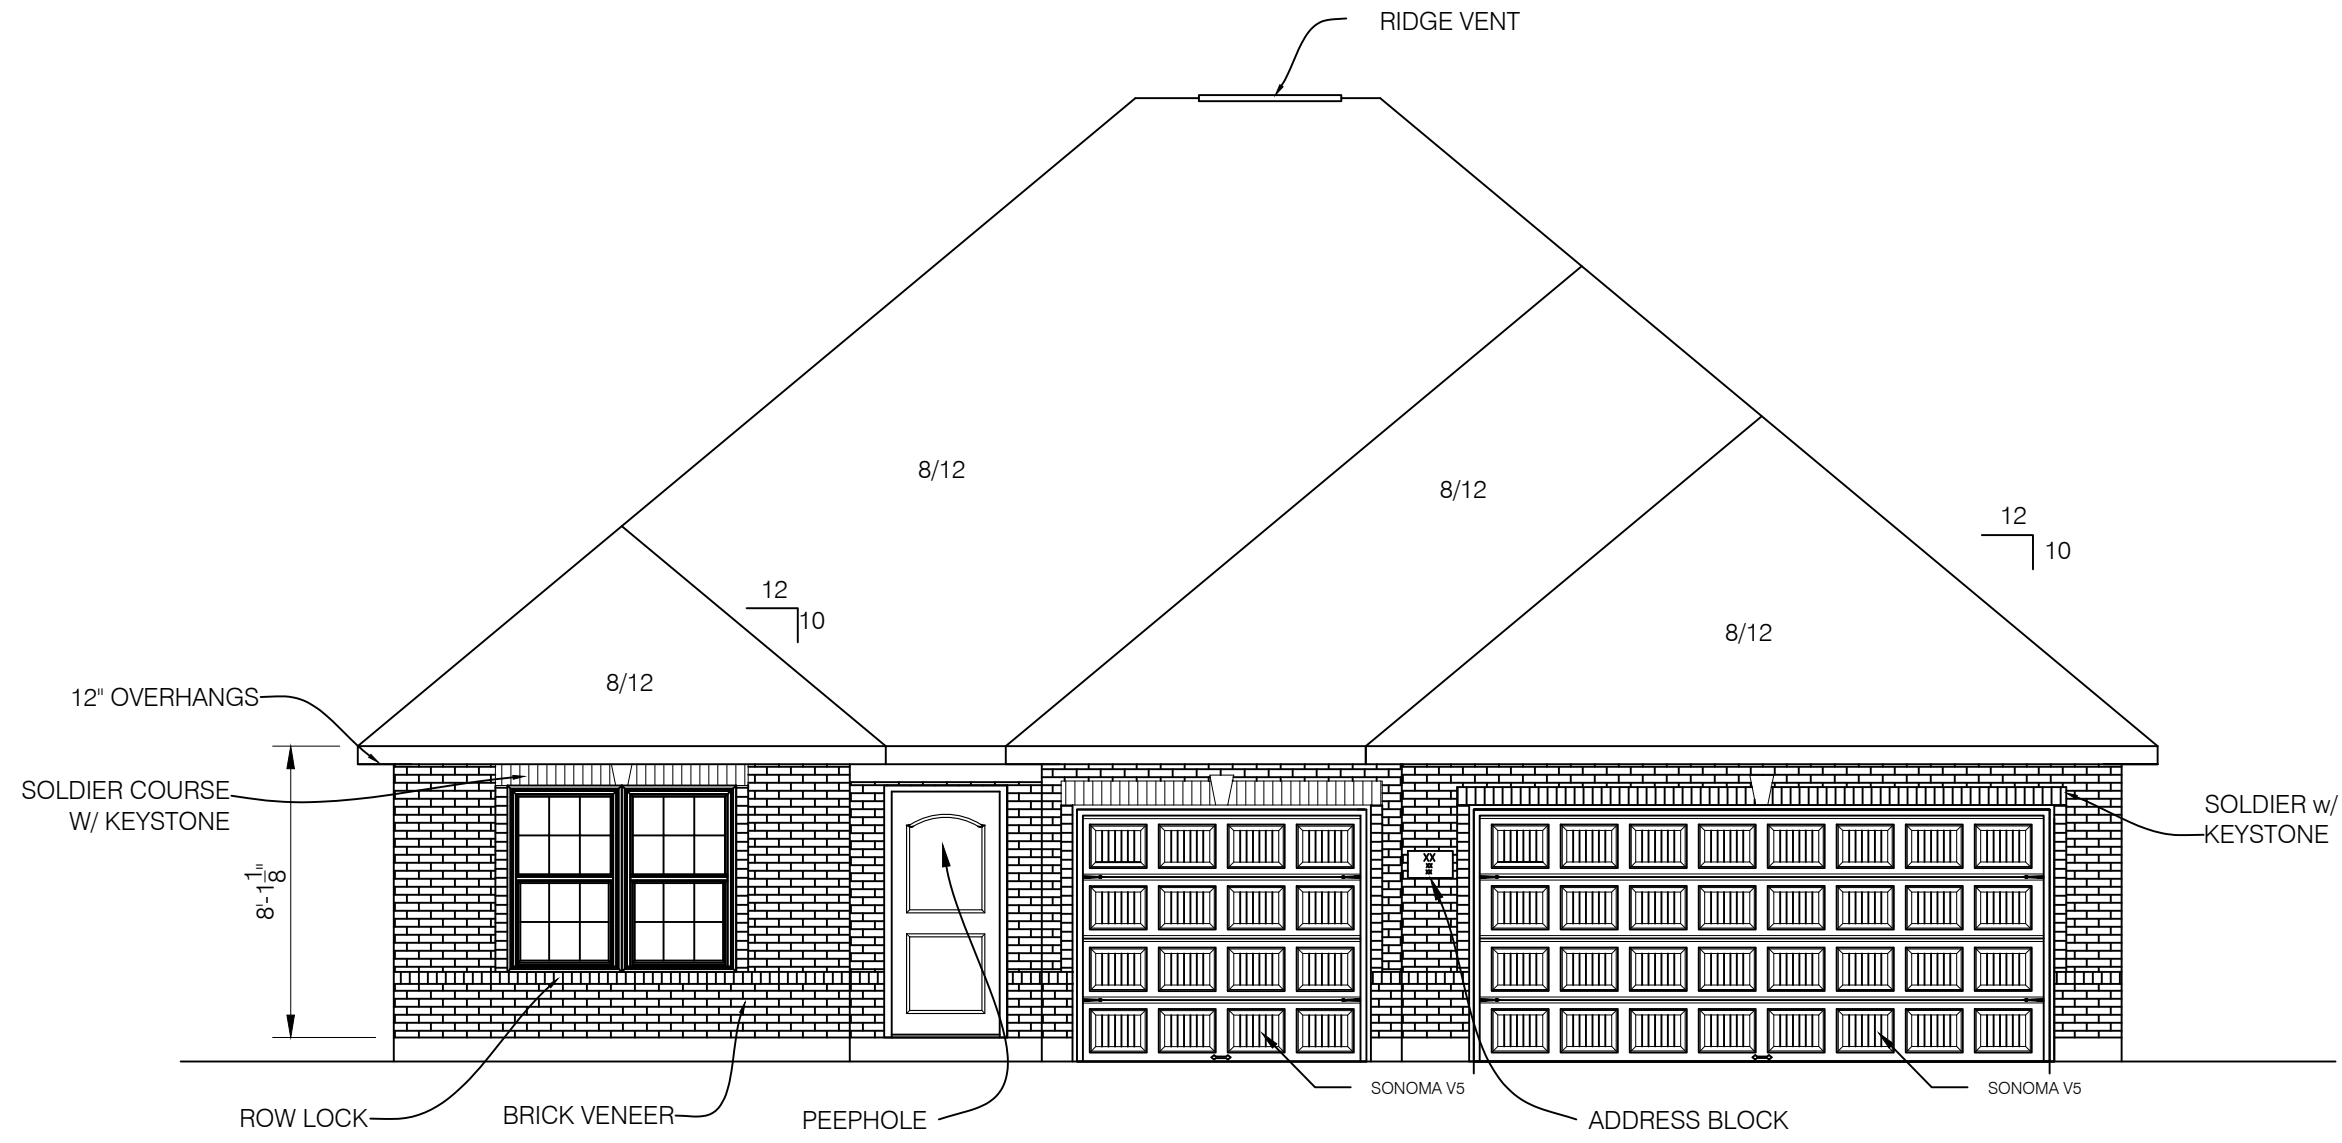 RIDGE VENT
8/12
8/12
12
10
12
10
8/12
8/12
12" OVERHANGS
SOLDIER COURSE
W/ KEYSTONE
SOLDIER w/
KEYSTONE
8'-1 1/8"
XX
SONOMA V5
SONOMA V5
ROW LOCK
BRICK VENEER
PEEPHOLE
ADDRESS BLOCK